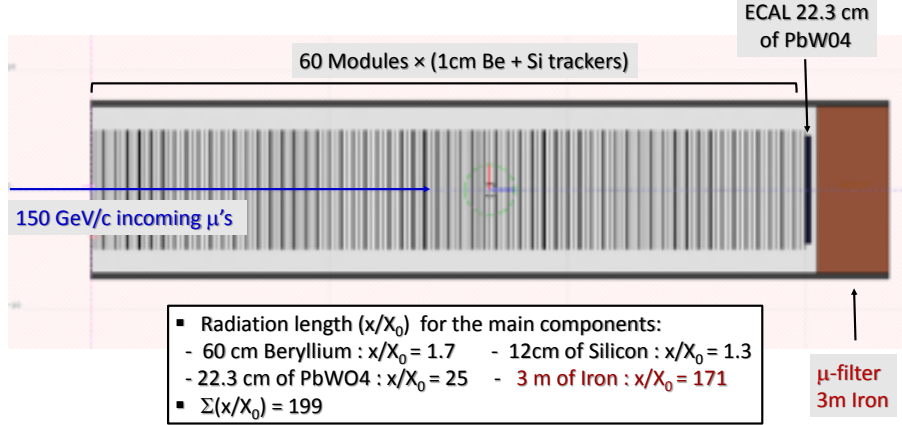 ECAL 22.3 cm
of PbW04
60 Modules × (1cm Be + Si trackers)
150 GeV/c incoming μ's
▪ Radiation length (x/X₀) for the main components:
- 60 cm Beryllium : x/X₀ = 1.7 - 12cm of Silicon : x/X₀ = 1.3
- 22.3 cm of PbWO4 : x/X₀ = 25 - 3 m of Iron : x/X₀ = 171
▪ Σ(x/X₀) = 199
μ-filter
3m Iron